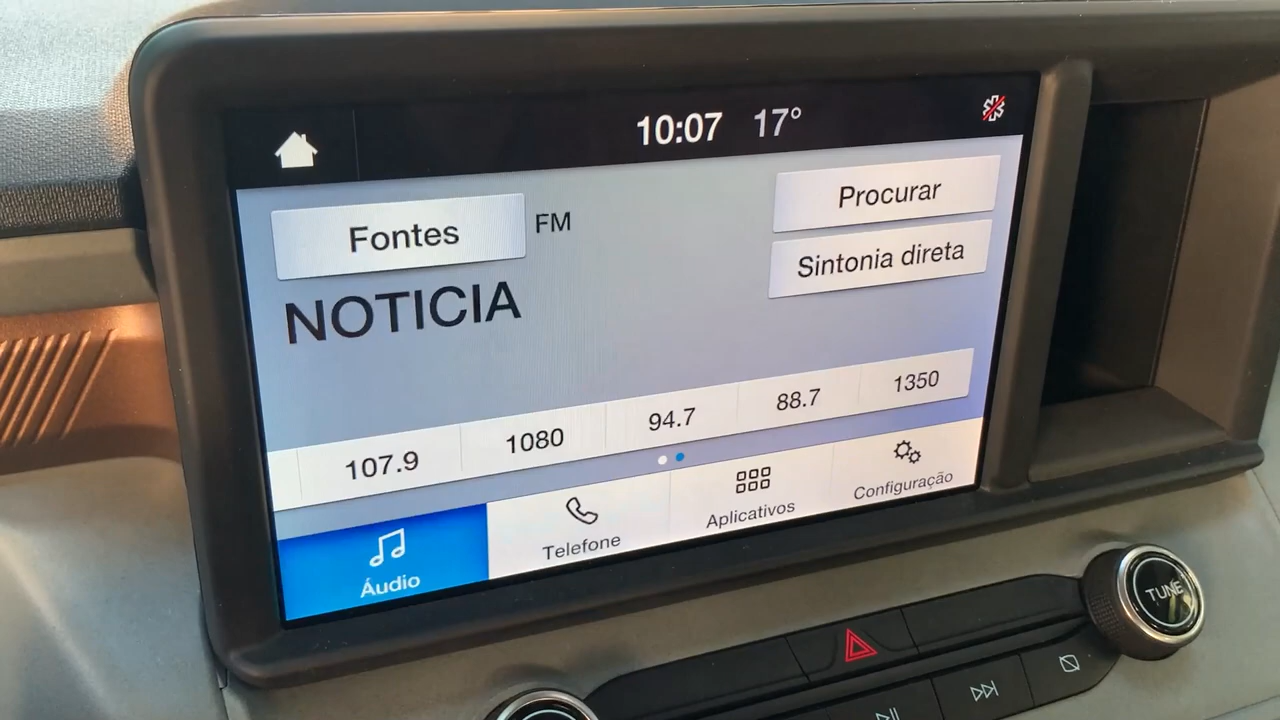 10:07 17°
Fontes
FM
Procurar
Sintonia direta
NOTICIA
107.9
1080
94.7
88.7
1350
Áudio
Telefone
Aplicativos
Configuração
TUNE